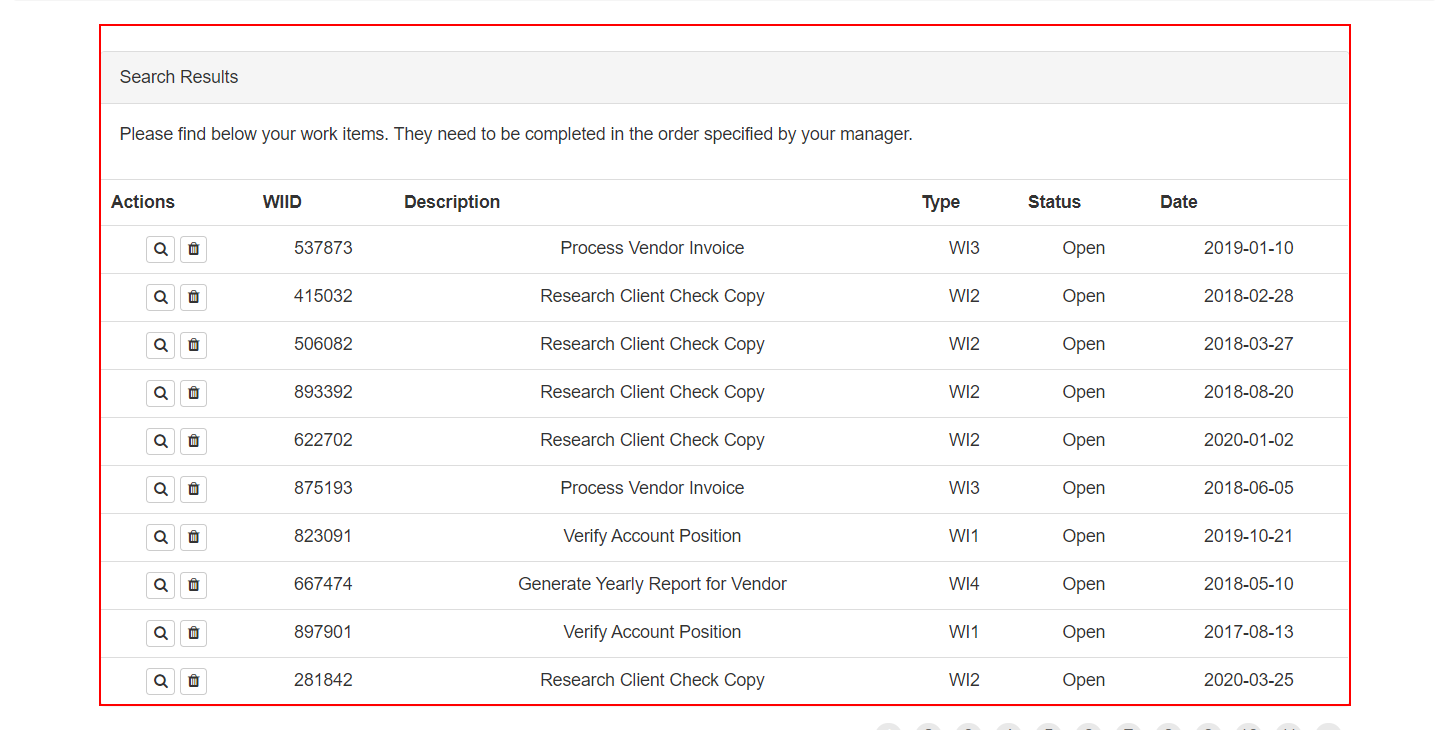 Search Results
Please find below your work items. They need to be completed in the order specified by your manager.
Actions WIID Description Type Status Date
537873 Process Vendor Invoice WI3 Open 2019-01-10
415032 Research Client Check Copy WI2 Open 2018-02-28
506082 Research Client Check Copy WI2 Open 2018-03-27
893392 Research Client Check Copy WI2 Open 2018-08-20
622702 Research Client Check Copy WI2 Open 2020-01-02
875193 Process Vendor Invoice WI3 Open 2018-06-05
823091 Verify Account Position WI1 Open 2019-10-21
667474 Generate Yearly Report for Vendor WI4 Open 2018-05-10
897901 Verify Account Position WI1 Open 2017-08-13
281842 Research Client Check Copy WI2 Open 2020-03-25